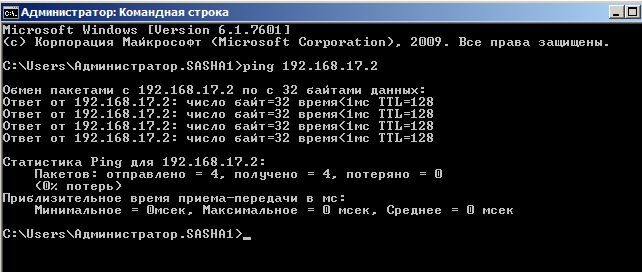 Администратор: Командная строка
Microsoft Windows [Version 6.1.7601]
(c) Корпорация Майкрософт (Microsoft Corporation), 2009. Все права защищены.
C:\Users\Администратор.SASHA1>ping 192.168.17.2
Обмен пакетами с 192.168.17.2 по с 32 байтами данных:
Ответ от 192.168.17.2: число байт=32 время<1мс TTL=128
Ответ от 192.168.17.2: число байт=32 время<1мс TTL=128
Ответ от 192.168.17.2: число байт=32 время<1мс TTL=128
Ответ от 192.168.17.2: число байт=32 время<1мс TTL=128
Статистика Ping для 192.168.17.2:
Пакетов: отправлено = 4, получено = 4, потеряно = 0
(0% потерь)
Приблизительное время приема-передачи в мс:
Минимальное = 0мсек, Максимальное = 0 мсек, Среднее = 0 мсек
C:\Users\Администратор.SASHA1>_